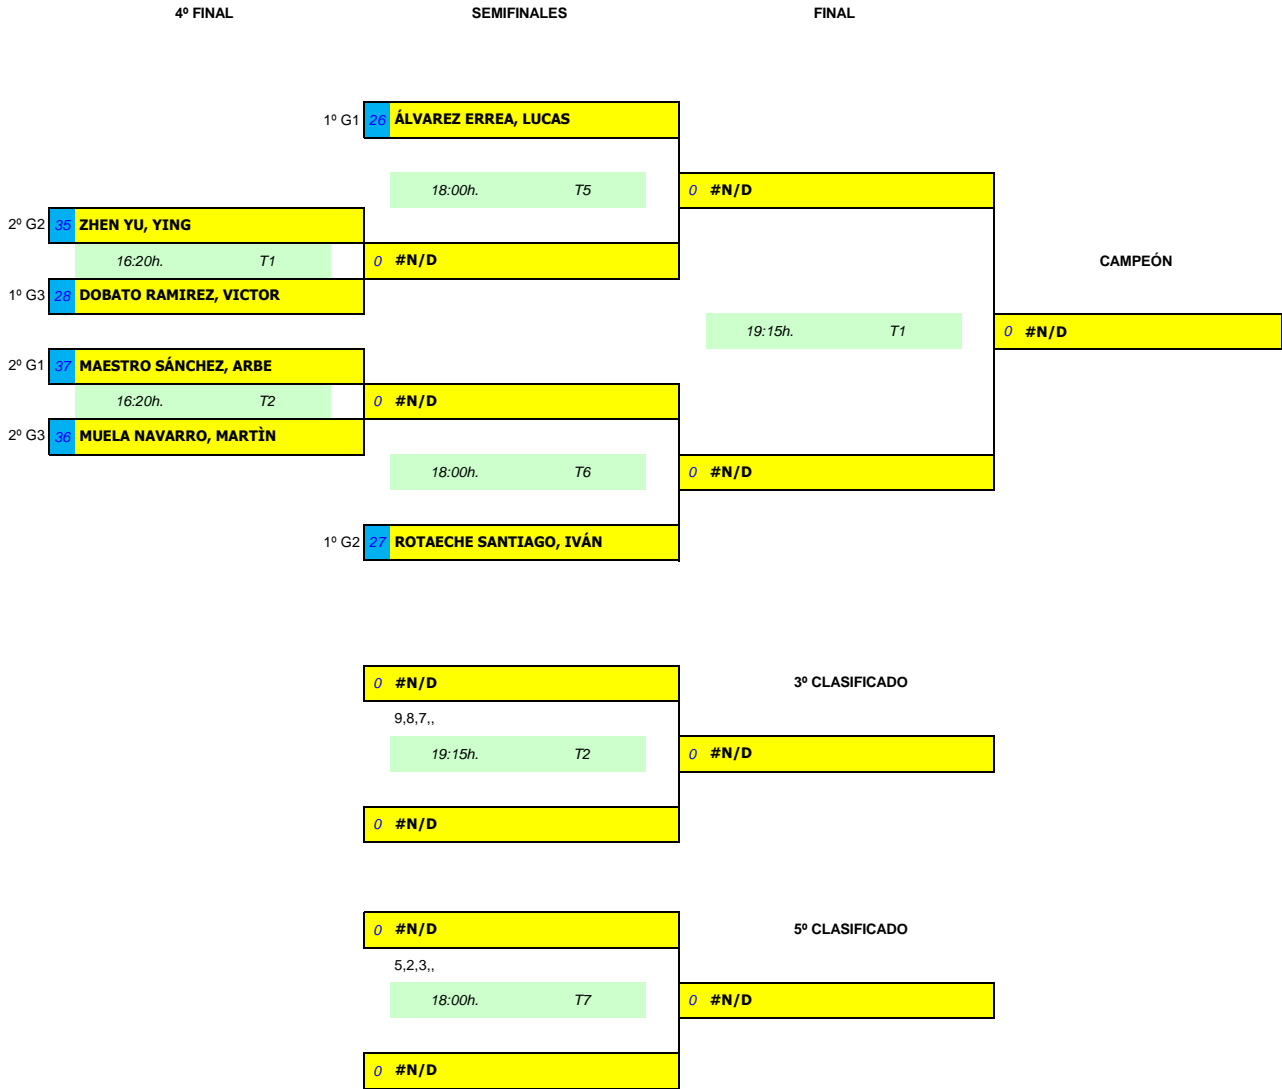 4º FINAL SEMIFINALES FINAL
1º G1 26 ÁLVAREZ ERREA, LUCAS
18:00h. T5 0 #N/D
2º G2 35 ZHEN YU, YING
16:20h. T1 0 #N/D CAMPEÓN
1º G3 28 DOBATO RAMIREZ, VICTOR
19:15h. T1 0 #N/D
2º G1 37 MAESTRO SÁNCHEZ, ARBE
16:20h. T2 0 #N/D
2º G3 36 MUELA NAVARRO, MARTÌN
18:00h. T6 0 #N/D
1º G2 27 ROTAECHE SANTIAGO, IVÁN
0 #N/D 3º CLASIFICADO
9,8,7,,
19:15h. T2 0 #N/D
0 #N/D
0 #N/D 5º CLASIFICADO
5,2,3,,
18:00h. T7 0 #N/D
0 #N/D